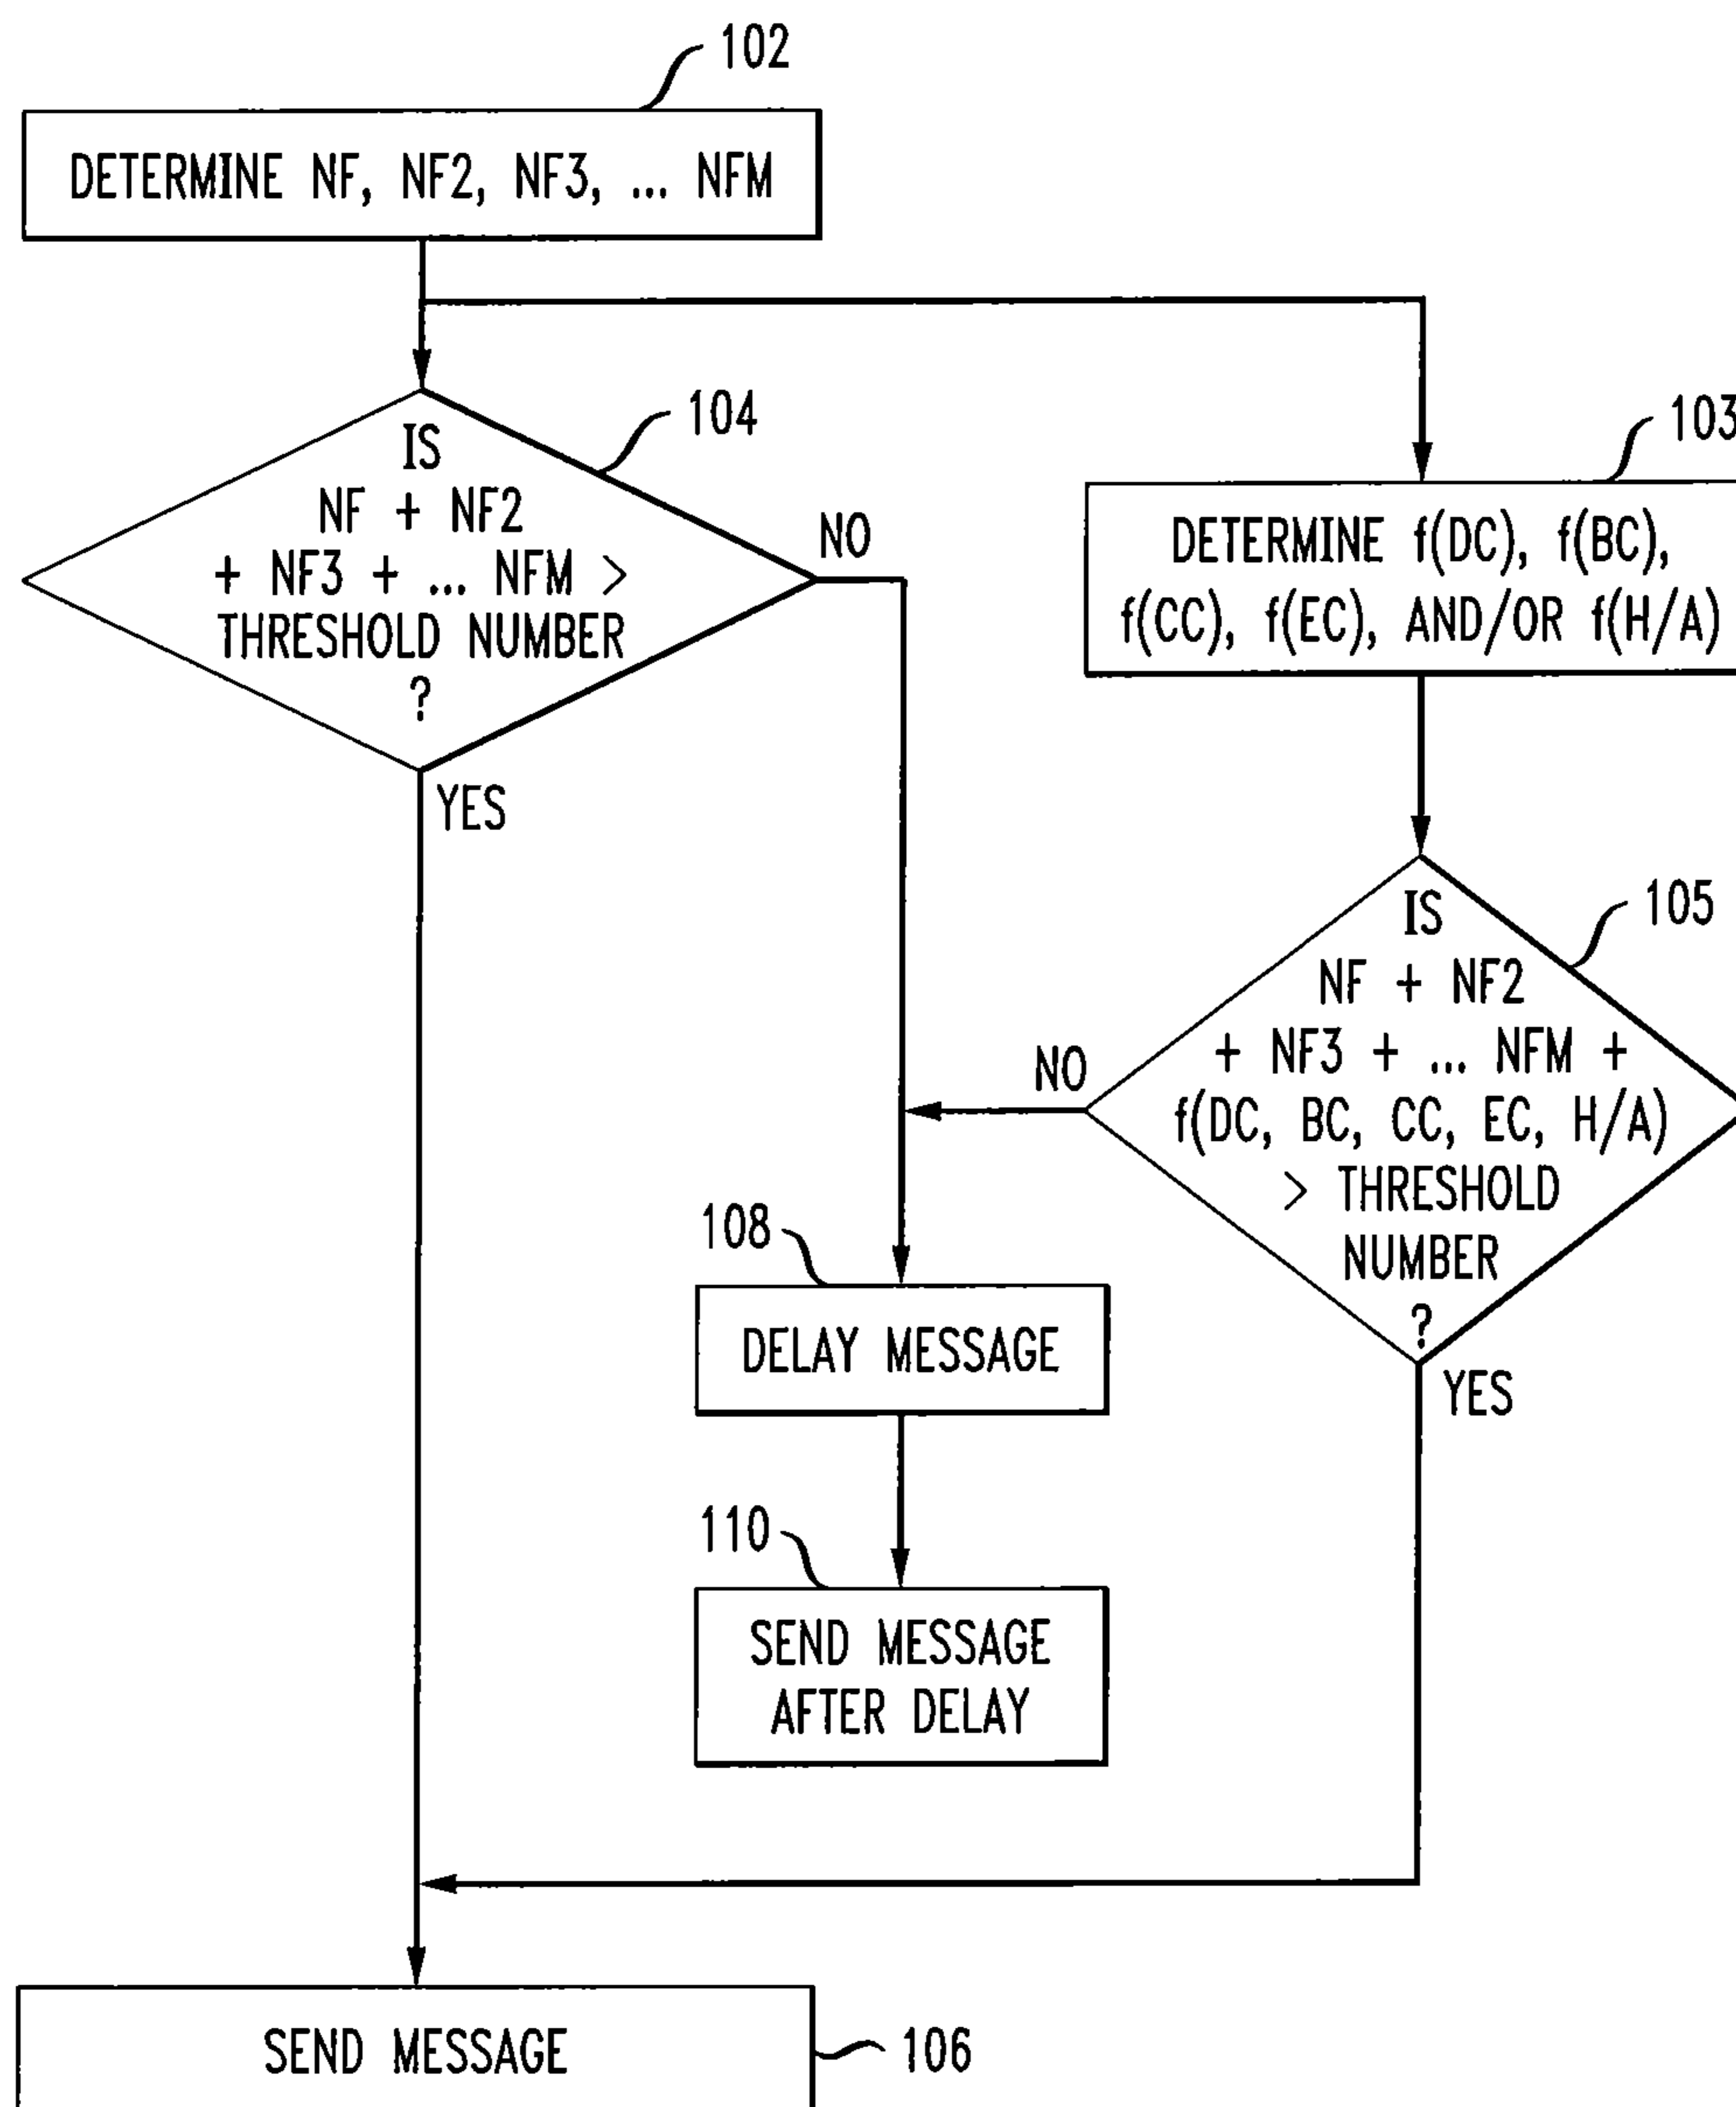 102
DETERMINE NF, NF2, NF3, ... NFM
104
IS
NF + NF2
+ NF3 + ... NFM >
THRESHOLD NUMBER
?
NO
YES
103
DETERMINE f(DC), f(BC),
f(CC), f(EC), AND/OR f(H/A)
105
IS
NF + NF2
+ NF3 + ... NFM +
f(DC, BC, CC, EC, H/A)
> THRESHOLD
NUMBER
?
NO
YES
108
DELAY MESSAGE
110
SEND MESSAGE
AFTER DELAY
SEND MESSAGE
106